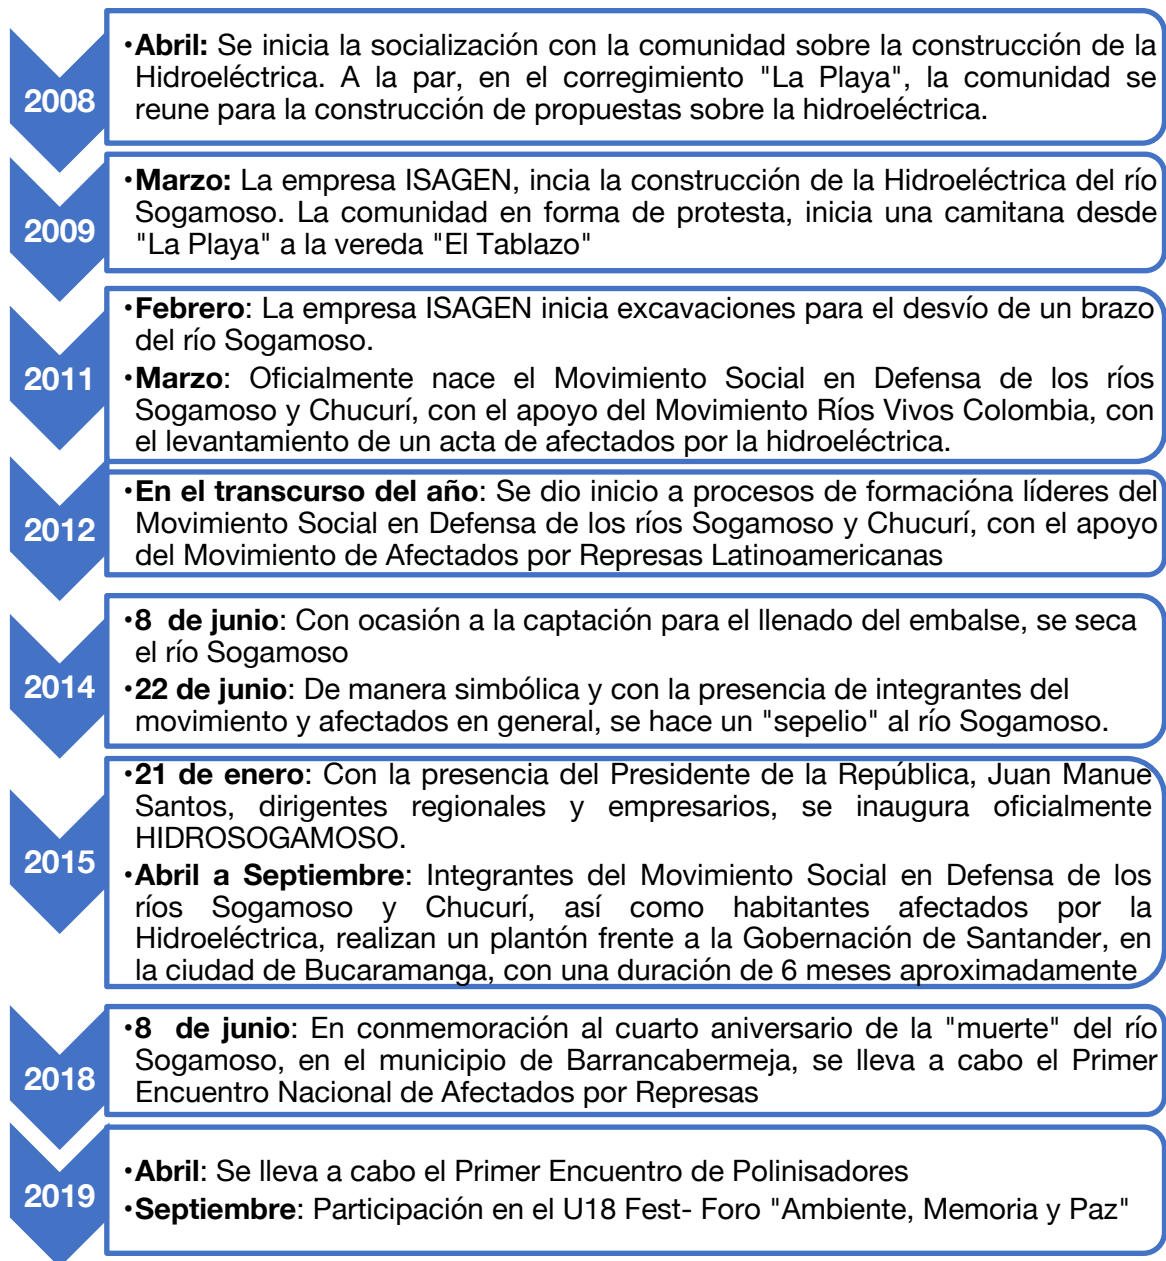 2008
•Abril: Se inicia la socialización con la comunidad sobre la construcción de la
Hidroeléctrica. A la par, en el corregimiento "La Playa", la comunidad se
reune para la construcción de propuestas sobre la hidroeléctrica.
2009
•Marzo: La empresa ISAGEN, incia la construcción de la Hidroeléctrica del río
Sogamoso. La comunidad en forma de protesta, inicia una camitana desde
"La Playa" a la vereda "El Tablazo"
2011
•Febrero: La empresa ISAGEN inicia excavaciones para el desvío de un brazo
del río Sogamoso.
•Marzo: Oficialmente nace el Movimiento Social en Defensa de los ríos
Sogamoso y Chucurí, con el apoyo del Movimiento Ríos Vivos Colombia, con
el levantamiento de un acta de afectados por la hidroeléctrica.
2012
•En el transcurso del año: Se dio inicio a procesos de formacióna líderes del
Movimiento Social en Defensa de los ríos Sogamoso y Chucurí, con el apoyo
del Movimiento de Afectados por Represas Latinoamericanas
2014
•8 de junio: Con ocasión a la captación para el llenado del embalse, se seca
el río Sogamoso
•22 de junio: De manera simbólica y con la presencia de integrantes del
movimiento y afectados en general, se hace un "sepelio" al río Sogamoso.
2015
•21 de enero: Con la presencia del Presidente de la República, Juan Manue
Santos, dirigentes regionales y empresarios, se inaugura oficialmente
HIDROSOGAMOSO.
•Abril a Septiembre: Integrantes del Movimiento Social en Defensa de los
ríos Sogamoso y Chucurí, así como habitantes afectados por la
Hidroeléctrica, realizan un plantón frente a la Gobernación de Santander, en
la ciudad de Bucaramanga, con una duración de 6 meses aproximadamente
2018
•8 de junio: En conmemoración al cuarto aniversario de la "muerte" del río
Sogamoso, en el municipio de Barrancabermeja, se lleva a cabo el Primer
Encuentro Nacional de Afectados por Represas
2019
•Abril: Se lleva a cabo el Primer Encuentro de Polinisadores
•Septiembre: Participación en el U18 Fest- Foro "Ambiente, Memoria y Paz"